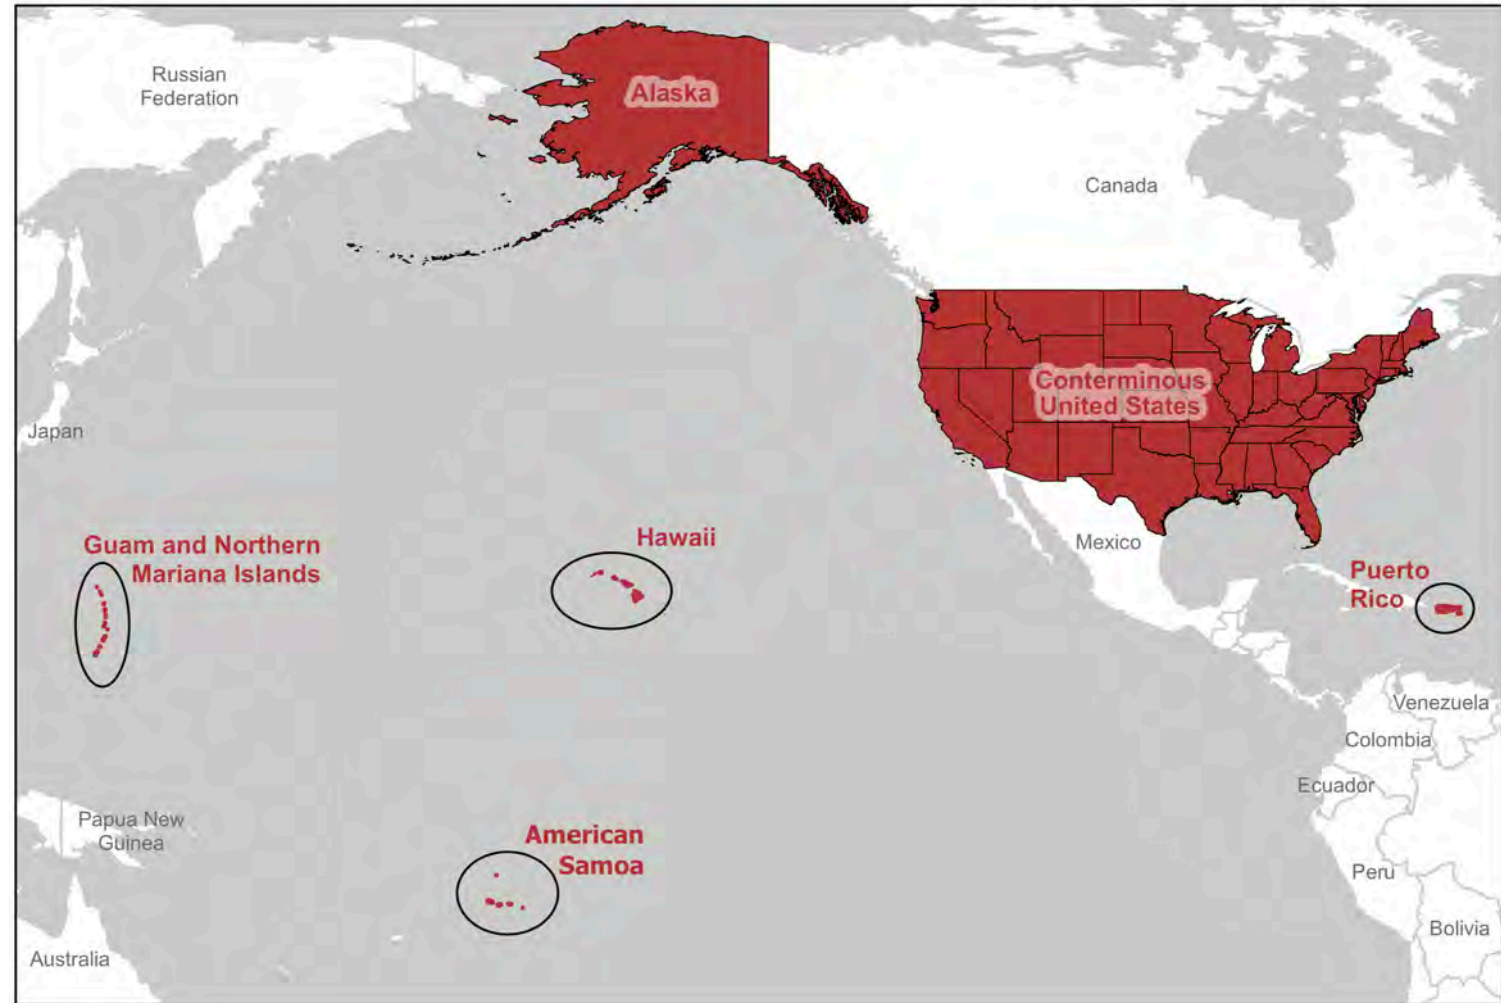 Russian
Federation
Alaska
Canada
Conterminous
United States
Japan
Guam and Northern
Mariana Islands
Hawaii
Mexico
Puerto
Rico
Venezuela
Colombia
Ecuador
Papua New
Guinea
American
Samoa
Peru
Bolivia
Australia